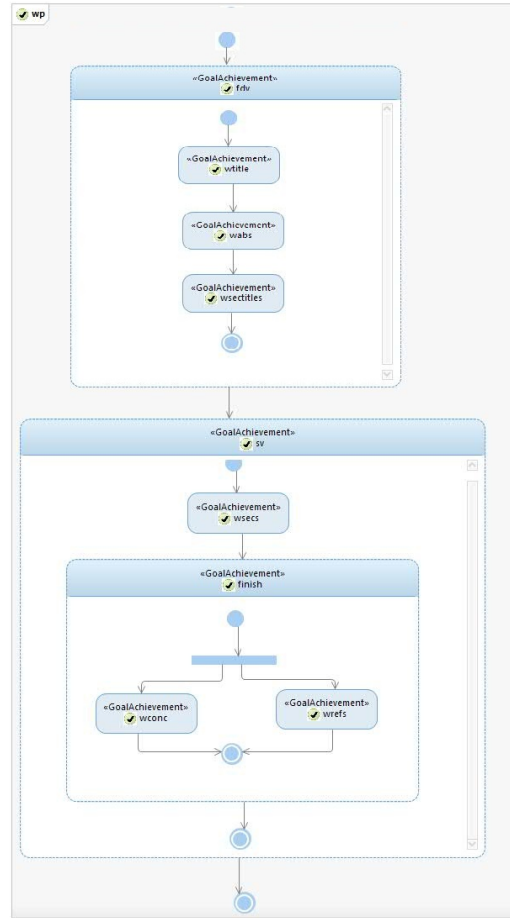 wp
«GoalAchievement»
fdv
«GoalAchievement»
wtitle
«GoalAchievement»
wabs
«GoalAchievement»
wsectitles
«GoalAchievement»
sv
«GoalAchievement»
wsecs
«GoalAchievement»
finish
«GoalAchievement»
wconc
«GoalAchievement»
wrefs